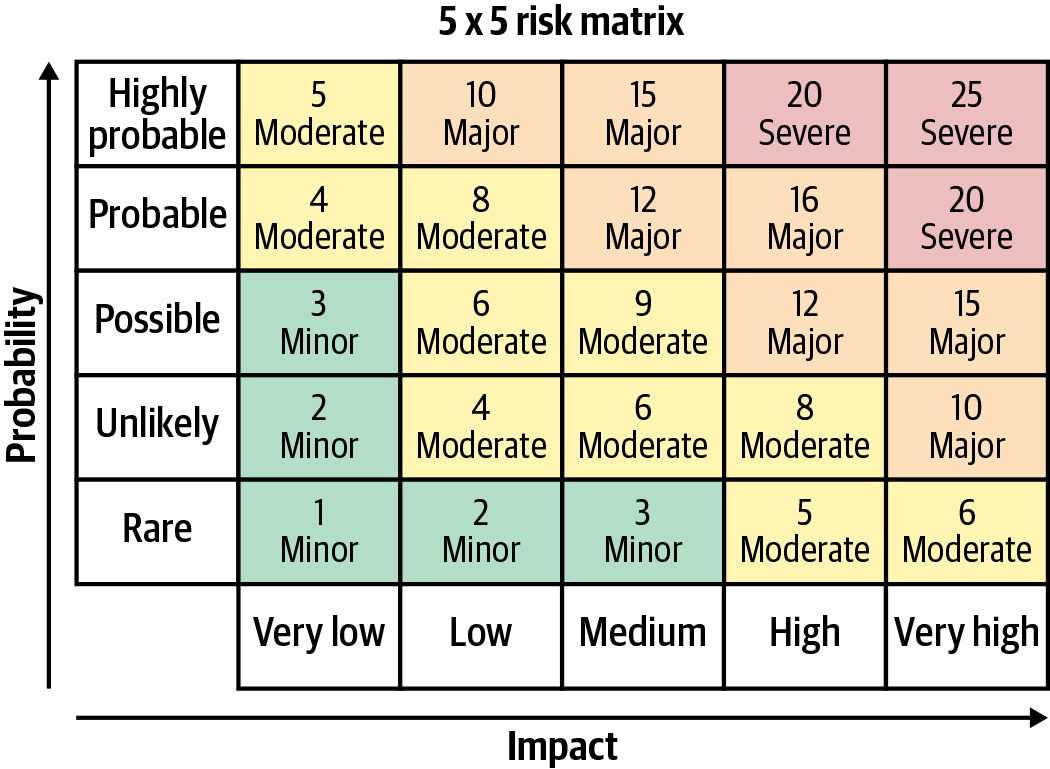 5 x 5 risk matrix
Highly
probable
5
Moderate
10
Major
15
Major
20
Severe
25
Severe
Probable
4
Moderate
8
Moderate
12
Major
16
Major
20
Severe
Possible
3
Minor
6
Moderate
9
Moderate
12
Major
15
Major
Unlikely
2
Minor
4
Moderate
6
Moderate
8
Moderate
10
Major
Rare
1
Minor
2
Minor
3
Minor
5
Moderate
6
Moderate
Very low
Low
Medium
High
Very high
Probability
Impact